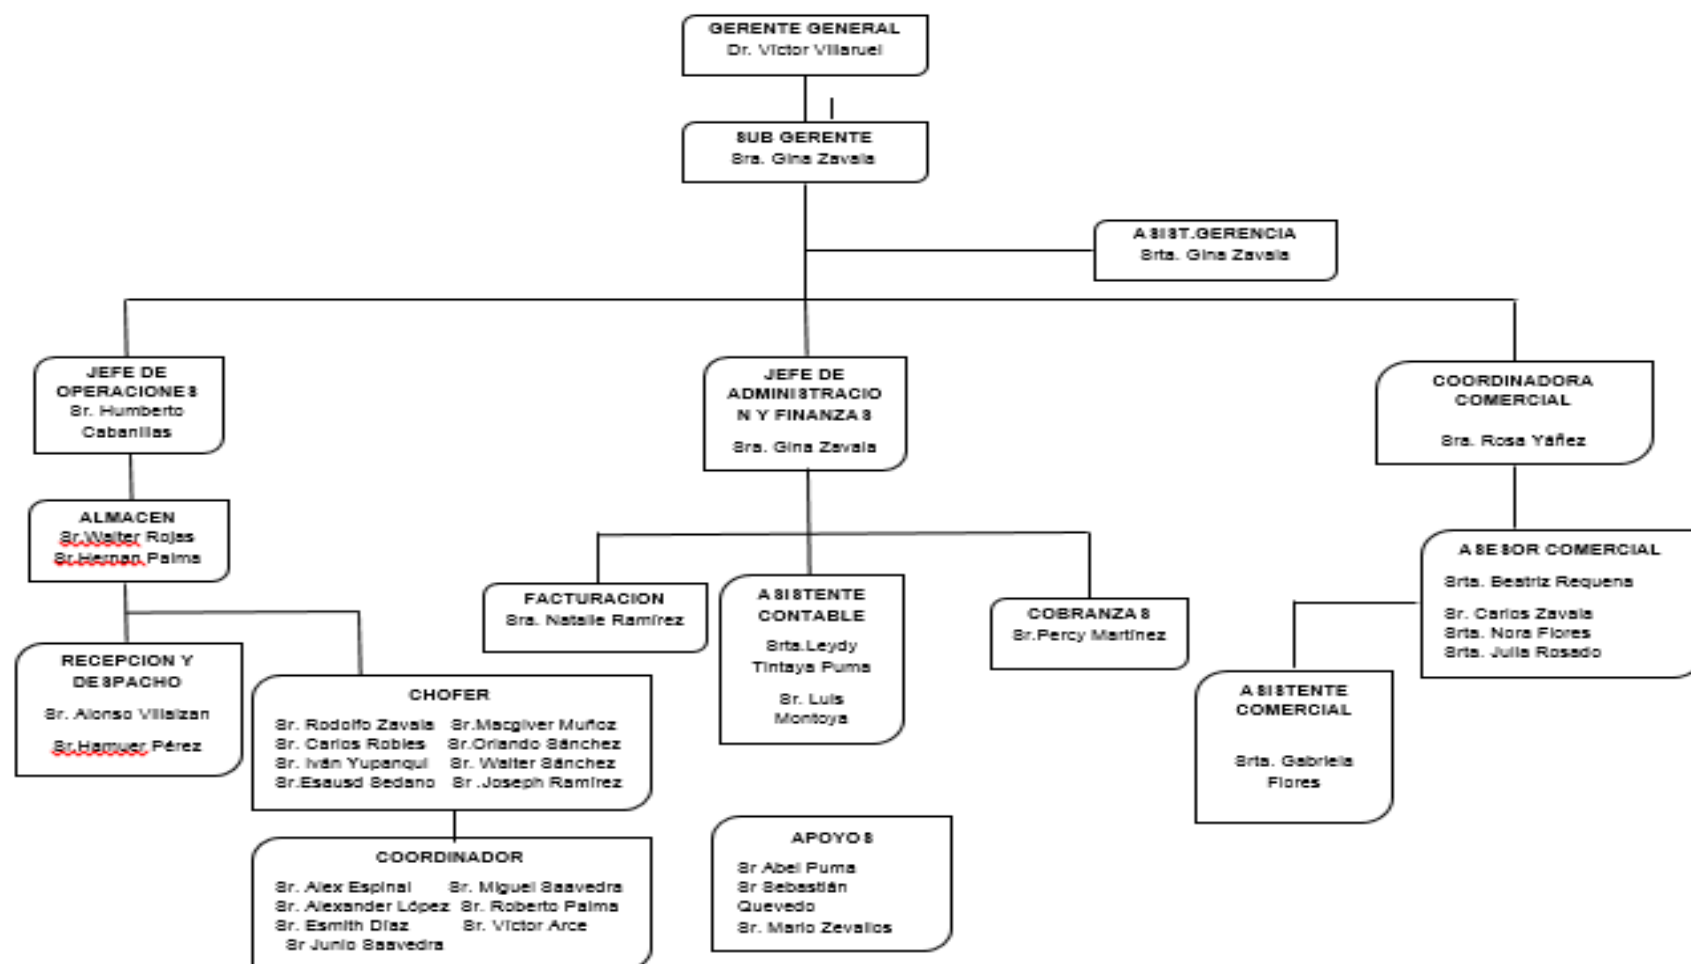 GERENTE GENERAL
Dr. Víctor Villaruel
SUB GERENTE
Sra. Gina Zavala
ASIST.GERENCIA
Srta. Gina Zavala
JEFE DE
OPERACIONES
Sr. Humberto
Cabanillas
JEFE DE
ADMINISTRACIO
N Y FINANZAS
Sra. Gina Zavala
COORDINADORA
COMERCIAL
Sra. Rosa Yáñez
ALMACEN
Sr.Walter Rojas
Sr.Hernan Palma
FACTURACION
Sra. Natalie Ramírez
ASISTENTE
CONTABLE
Srta.Leydy
Tintaya Puma
Sr. Luis
Montoya
COBRANZAS
Sr.Percy Martínez
ASESOR COMERCIAL
Srta. Beatriz Requena
Sr. Carlos Zavala
Srta. Nora Flores
Srta. Julia Rosado
RECEPCION Y
DESPACHO
Sr. Alonso Villaizan
Sr.Hamuer Pérez
CHOFER
Sr. Rodolfo Zavala Sr.Macgiver Muñoz
Sr. Carlos Robles Sr.Orlando Sánchez
Sr. Iván Yupanqui Sr. Walter Sánchez
Sr.Esausd Sedano Sr .Joseph Ramírez
ASISTENTE
COMERCIAL
Srta. Gabriela
Flores
COORDINADOR
Sr. Alex Espinal Sr. Miguel Saavedra
Sr. Alexander López Sr. Roberto Palma
Sr. Esmith Díaz Sr. Víctor Arce
Sr Junio Saavedra
APOYOS
Sr Abel Puma
Sr Sebastián
Quevedo
Sr. Mario Zevallos